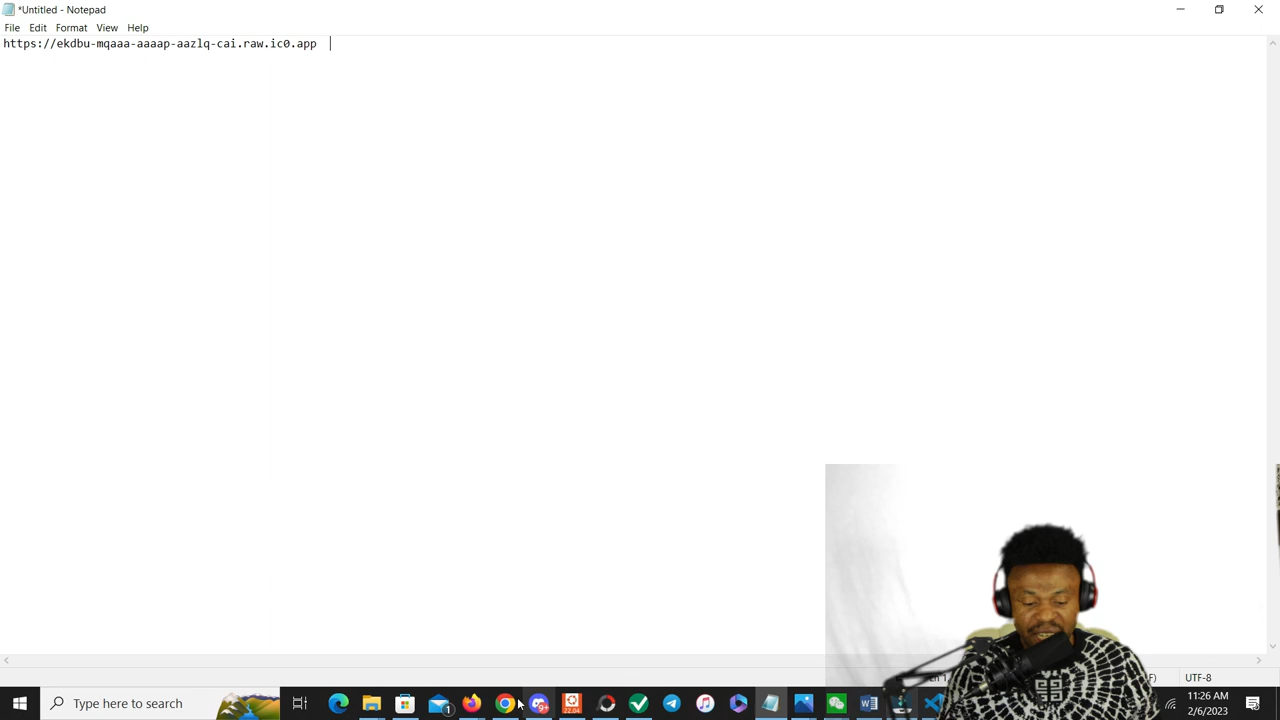 *Untitled - Notepad
File Edit Format View Help
https://ekdbu-mqaaa-aaaap-aazlq-cai.raw.ic0.app
F) UTF-8
Type here to search
11:26 AM
2/6/2023